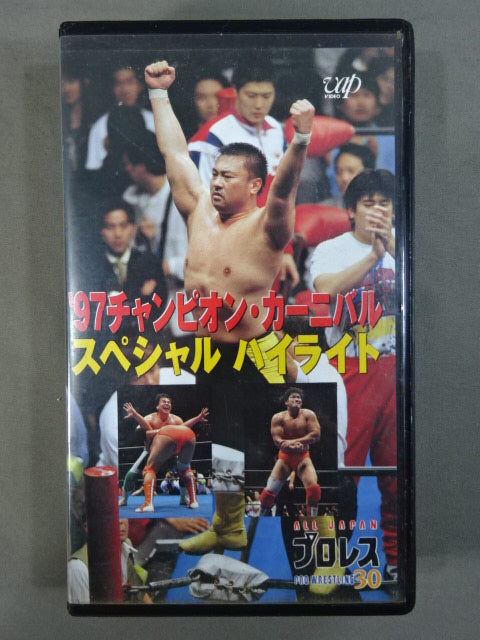 vap
VIDEO
'97チャンピオン・カーニバル
スペシャル ハイライト
ALL JAPAN
プロレス
PRO WRESTLING 30